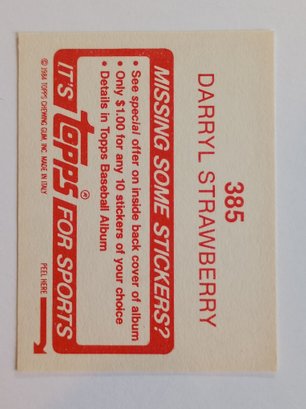 385
DARRYL STRAWBERRY
MISSING SOME STICKERS?
• See special offer on inside back cover of album
• Only $1.00 for any 10 stickers of your choice
• Details in Topps Baseball Album
IT'S Topps® FOR SPORTS
© 1984 TOPPS CHEWING GUM, INC. MADE IN ITALY
PEEL HERE